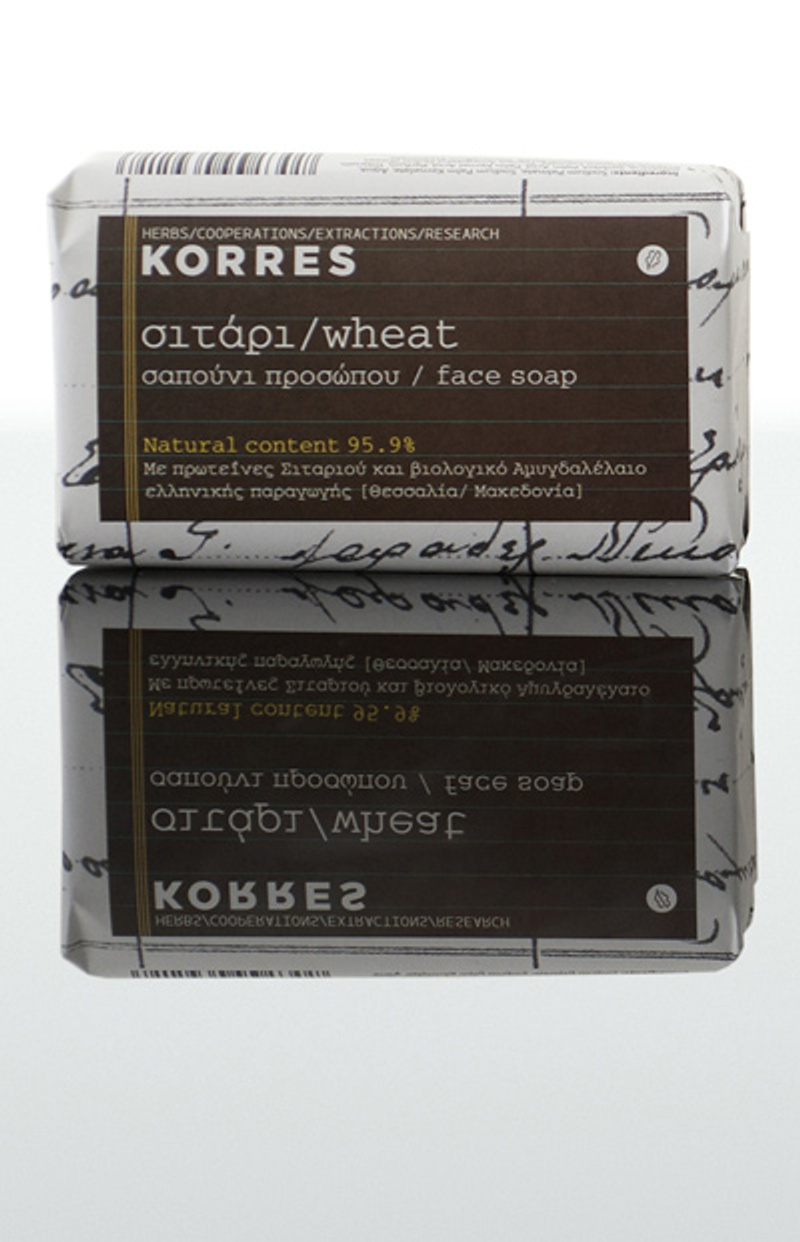 HERBS/COOPERATIONS/EXTRACTIONS/RESEARCH
KORRES
σιτάρι/wheat
σαπούνι προσώπου / face soap
Natural content 95.9%
Με πρωτεΐνες Σιταριού και βιολογικό Αμυγδαλέλαιο
ελληνικής παραγωγής [Θεσσαλία/ Μακεδονία]